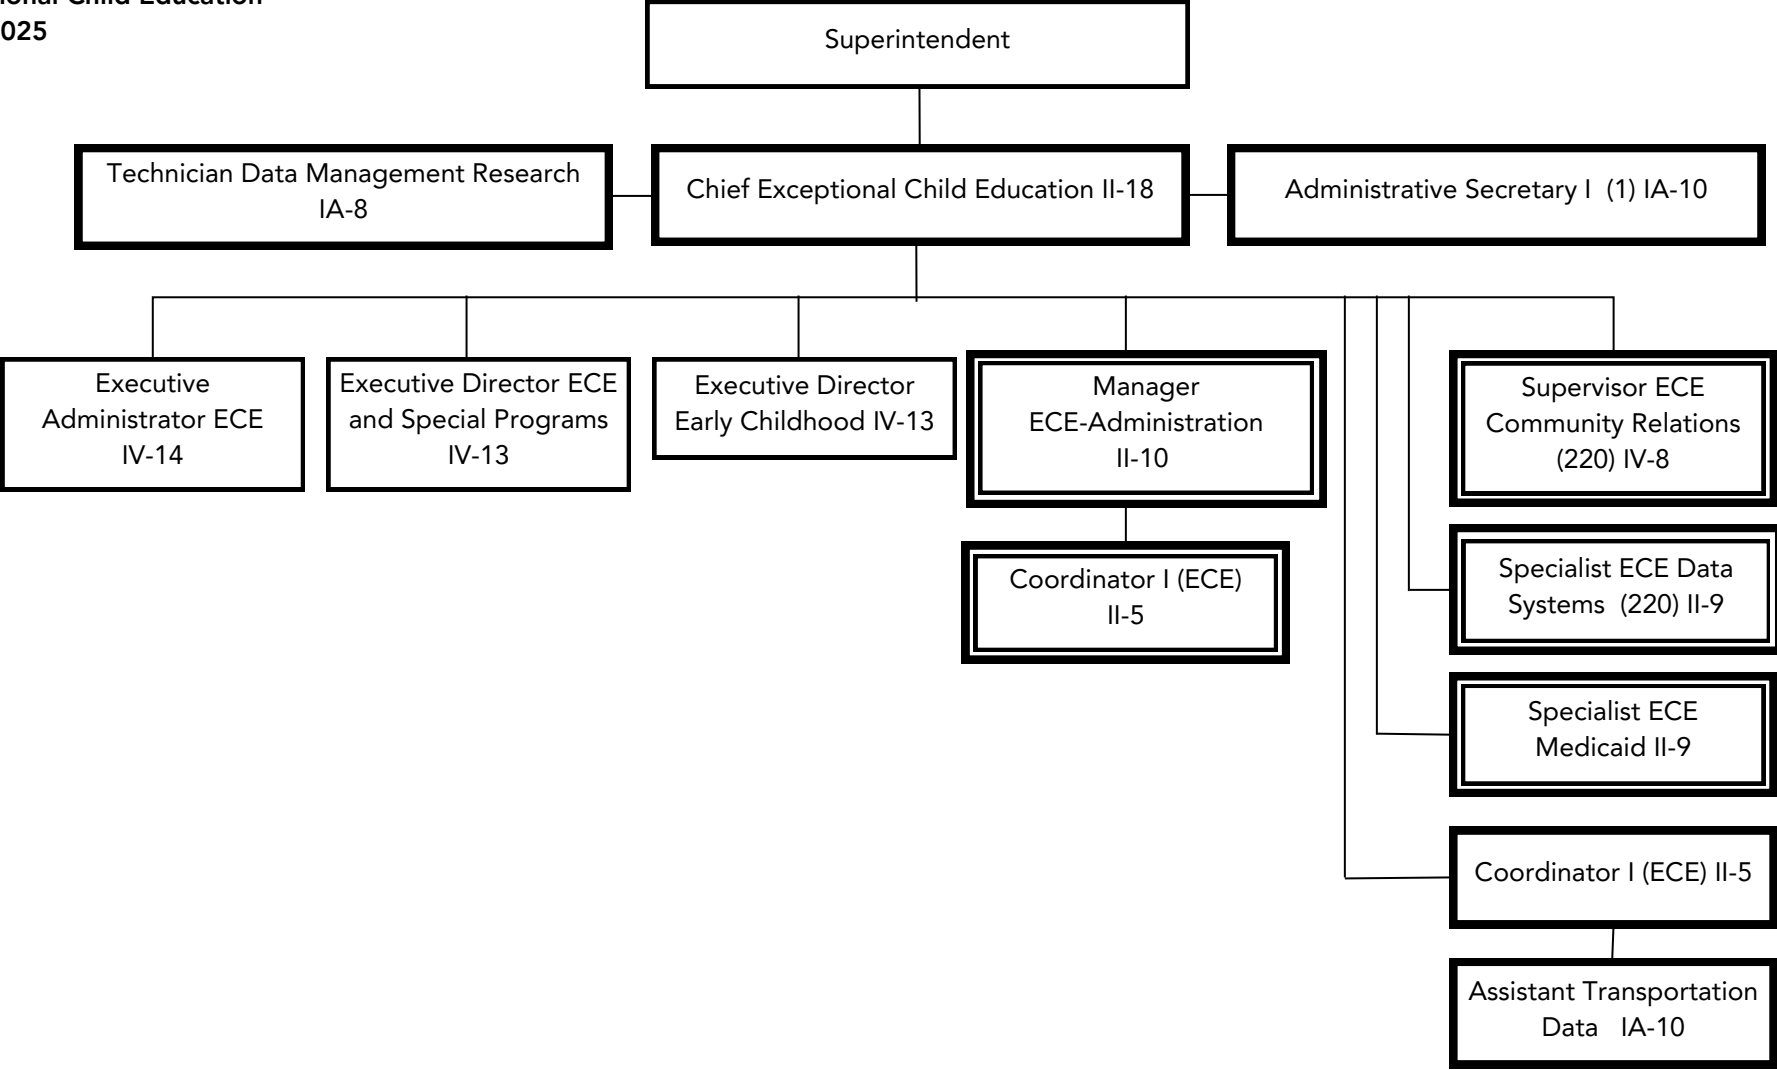 Child Education
025
Superintendent
Technician Data Management Research
IA-8
Chief Exceptional Child Education II-18
Administrative Secretary I  (1) IA-10
Executive
Administrator ECE
IV-14
Executive Director ECE
and Special Programs
IV-13
Executive Director
Early Childhood IV-13
Manager
ECE-Administration
II-10
Supervisor ECE
Community Relations
(220) IV-8
Coordinator I (ECE)
II-5
Specialist ECE Data
Systems  (220) II-9
Specialist ECE
Medicaid II-9
Coordinator I (ECE) II-5
Assistant Transportation
Data   IA-10